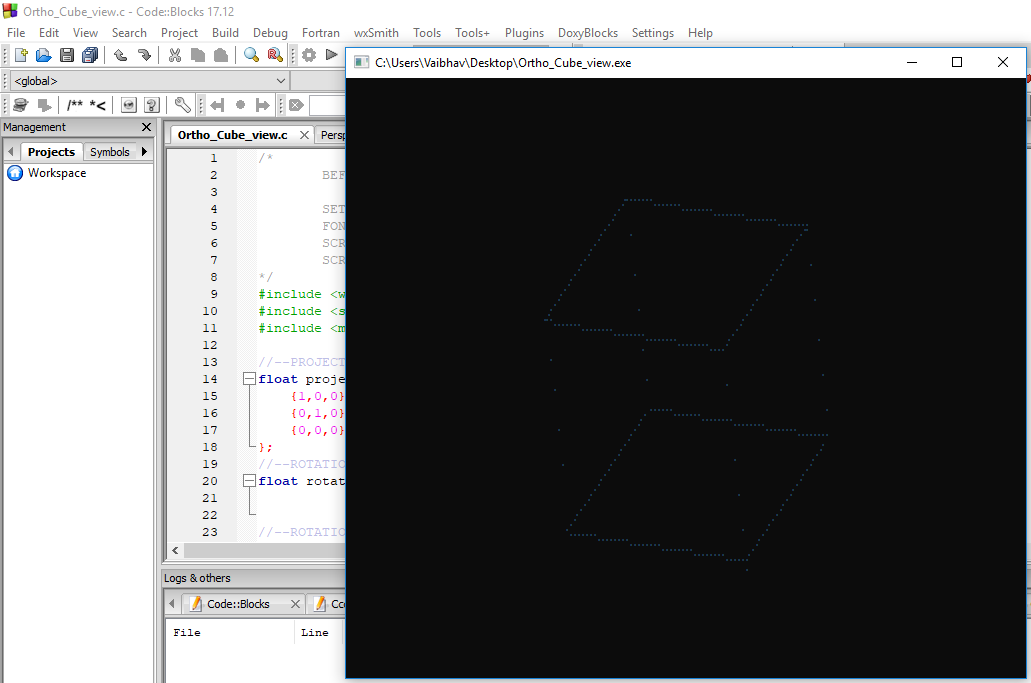 Ortho_Cube_view.c - Code::Blocks 17.12
File Edit View Search Project Build Debug Fortran wxSmith Tools Tools+ Plugins DoxyBlocks Settings Help
C:\Users\Vaibhav\Desktop\Ortho_Cube_view.exe
<global>
/** *<
Management
Ortho_Cube_view.c Persp
Projects Symbols
Workspace
1 /*
2 BEF
3
4 SET
5 FON
6 SCR
7 SCR
8 */
9 #include <w
10 #include <s
11 #include <m
12
13 //--PROJECT
14 float proje
15 {1,0,0}
16 {0,1,0}
17 {0,0,0}
18 };
19 //--ROTATIO
20 float rotat
21
22
23 //--ROTATIO
Logs & others
Code::Blocks Cc
File Line